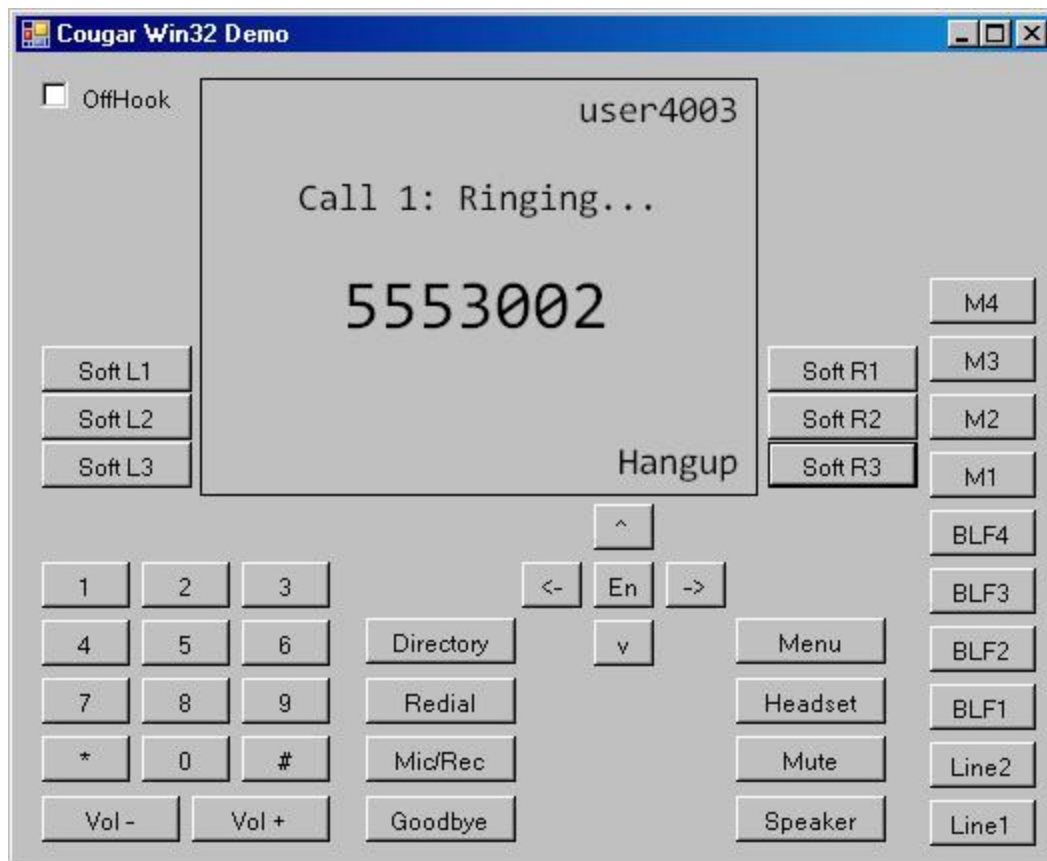 Cougar Win32 Demo
OffHook
user4003
Call 1: Ringing...
5553002
Hangup
Soft L1
Soft L2
Soft L3
Soft R1
Soft R2
Soft R3
M4
M3
M2
M1
BLF4
BLF3
BLF2
BLF1
Line2
Line1
^
<- En ->
v
1 2 3
4 5 6
7 8 9
* 0 #
Vol - Vol +
Directory
Redial
Mic/Rec
Goodbye
Menu
Headset
Mute
Speaker